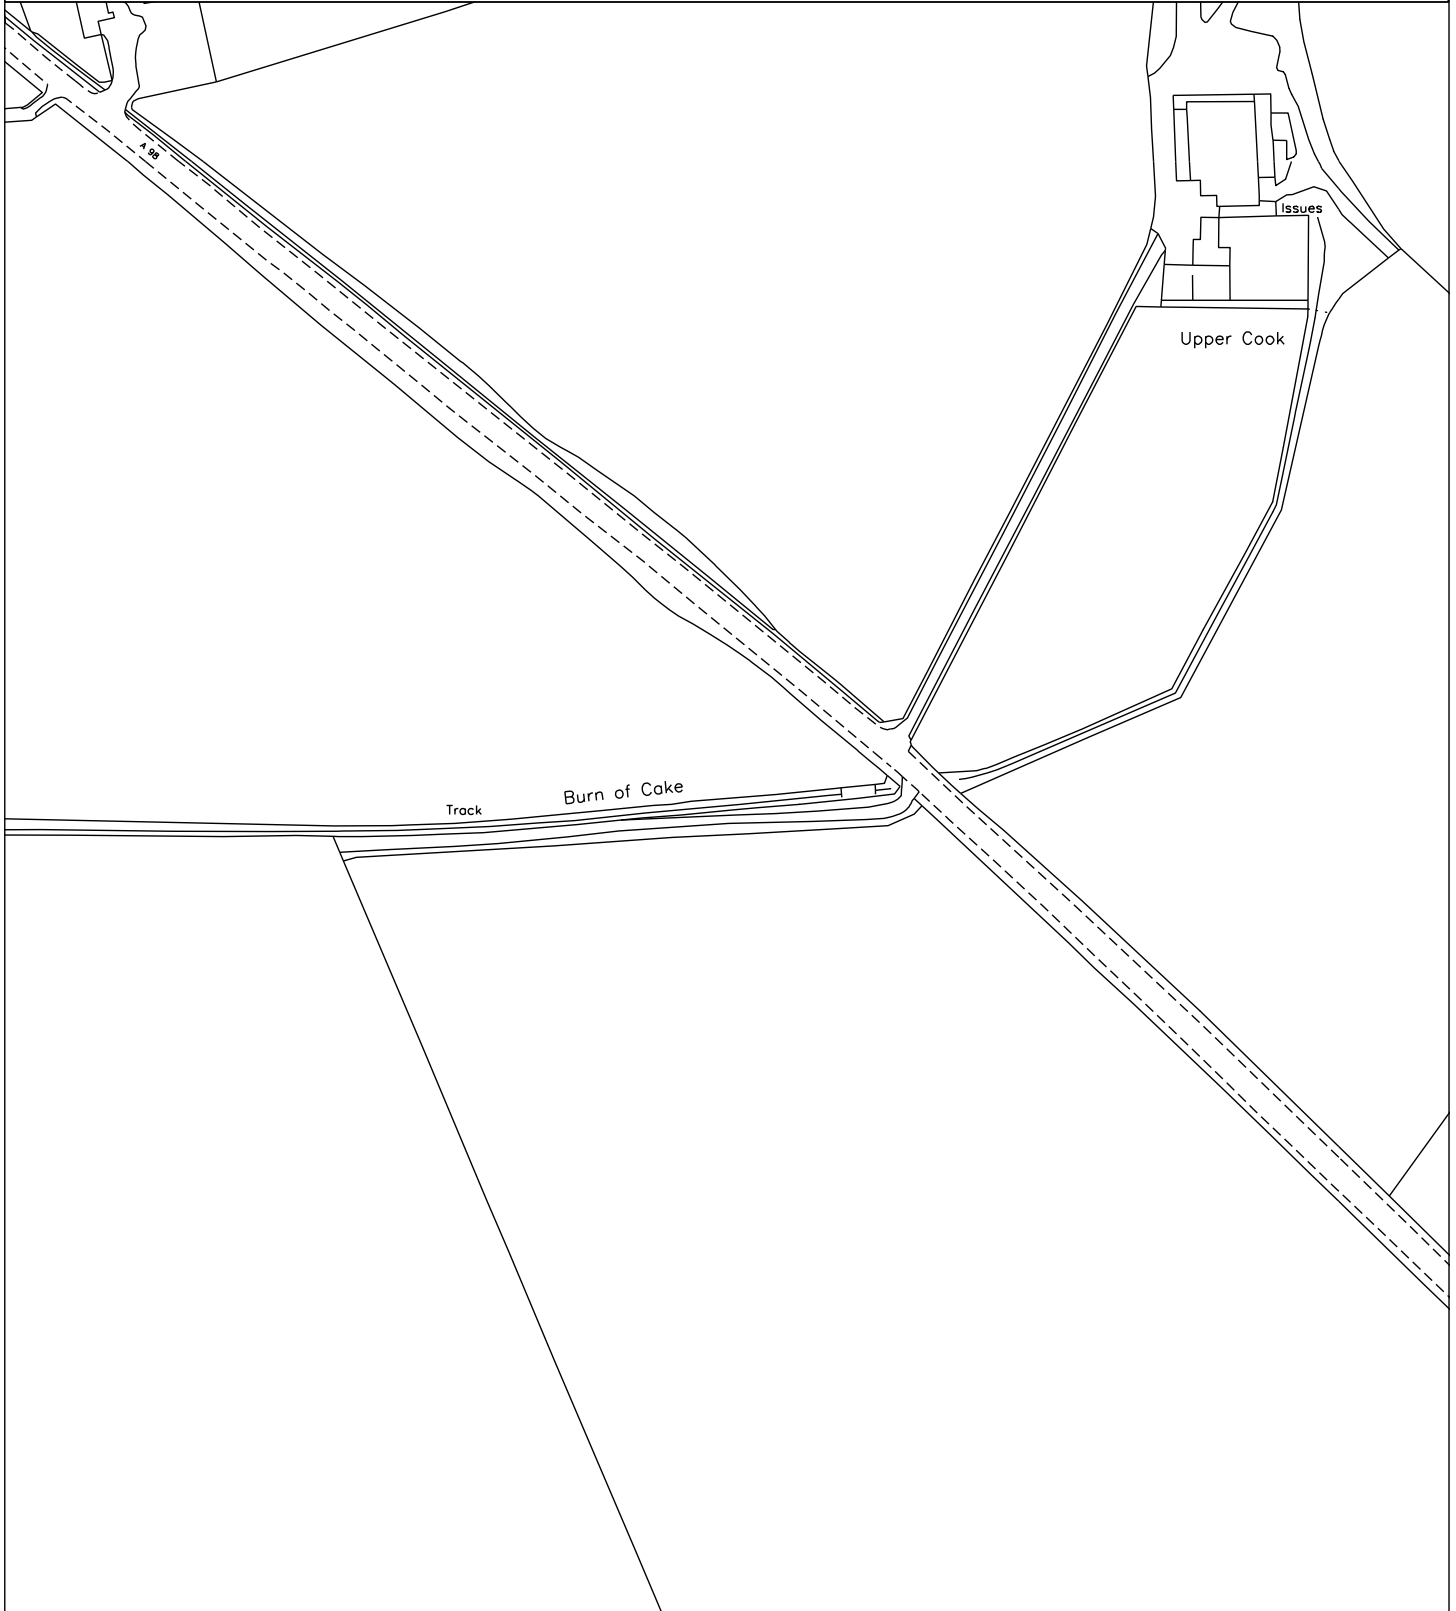 A 98
Issues
Upper Cook
Burn of Cake
Track